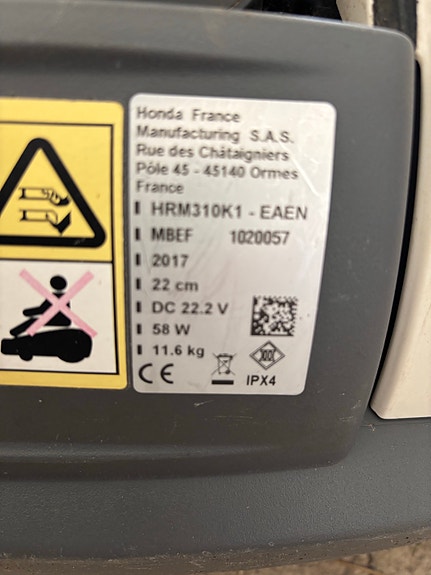 Honda France
Manufacturing S.A.S.
Rue des Châtaigniers
Pôle 45 - 45140 Ormes
France
HRM310K1 - EAEN
MBEF 1020057
2017
22 cm
DC 22.2 V
58 W
11.6 kg
CE IPX4